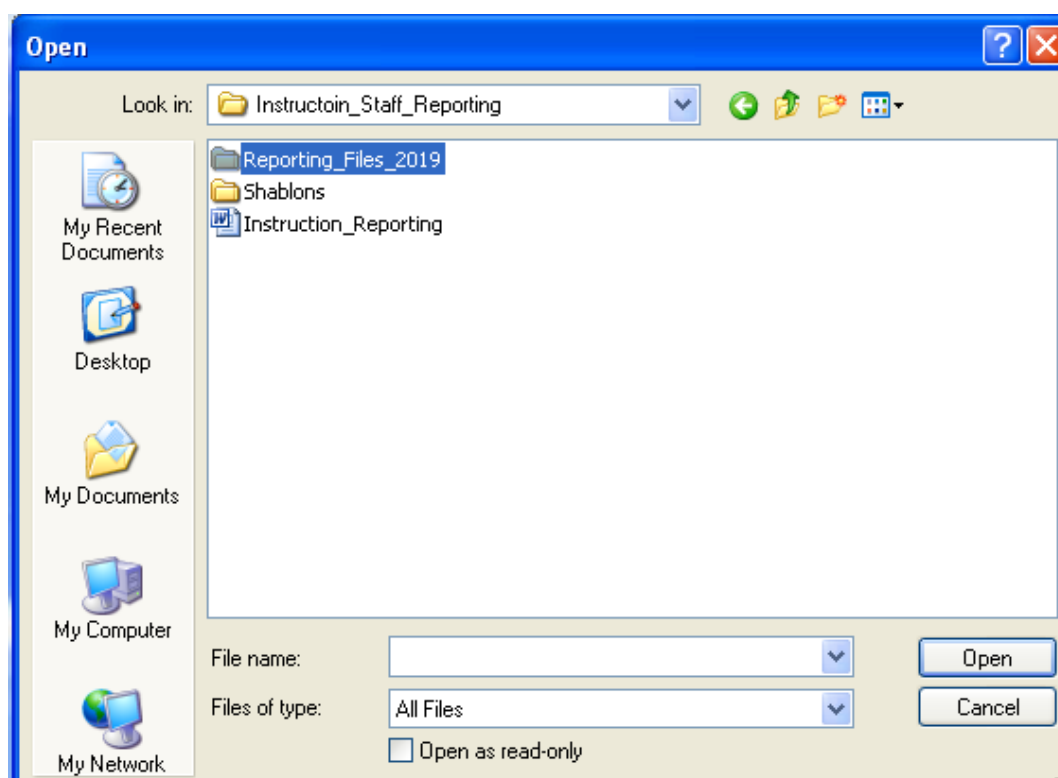 Open
Look in:
Instructoin_Staff_Reporting
Reporting_Files_2019
Shablons
Instruction_Reporting
My Recent
Documents
Desktop
My Documents
My Computer
My Network
File name:
Open
Files of type:
All Files
Cancel
Open as read-only